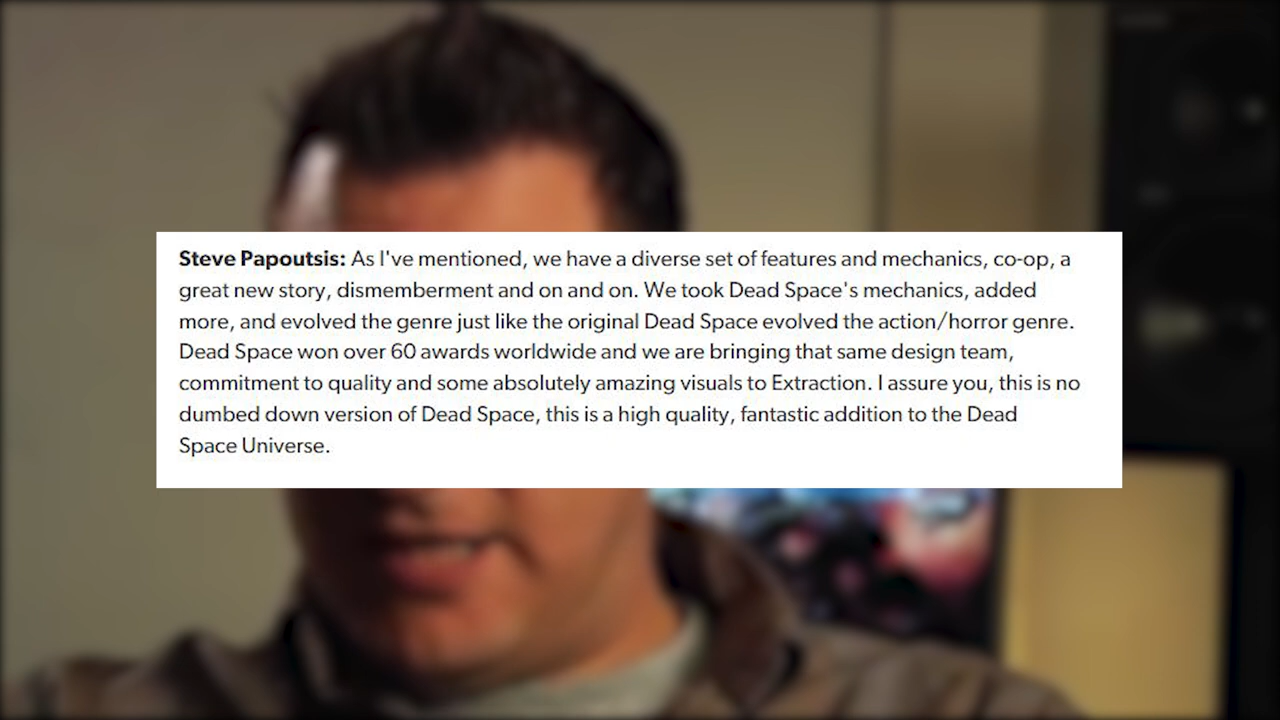 Steve Papoutsis: As I've mentioned, we have a diverse set of features and mechanics, co-op, a
great new story, dismemberment and on and on. We took Dead Space's mechanics, added
more, and evolved the genre just like the original Dead Space evolved the action/horror genre.
Dead Space won over 60 awards worldwide and we are bringing that same design team,
commitment to quality and some absolutely amazing visuals to Extraction. I assure you, this is no
dumbed down version of Dead Space, this is a high quality, fantastic addition to the Dead
Space Universe.